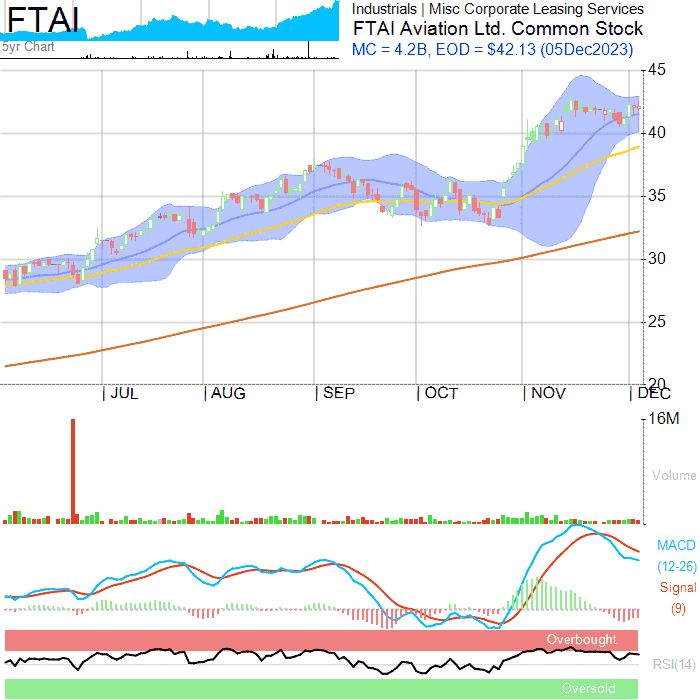 FTAI
5yr Chart
Industrials | Misc Corporate Leasing Services
FTAI Aviation Ltd. Common Stock
MC = 4.2B, EOD = $42.13 (05Dec2023)
45
40
35
30
25
20
JUL
AUG
SEP
OCT
NOV
DEC
16M
Volume
MACD
(12-26)
Signal
(9)
Overbought
RSI(14)
Oversold